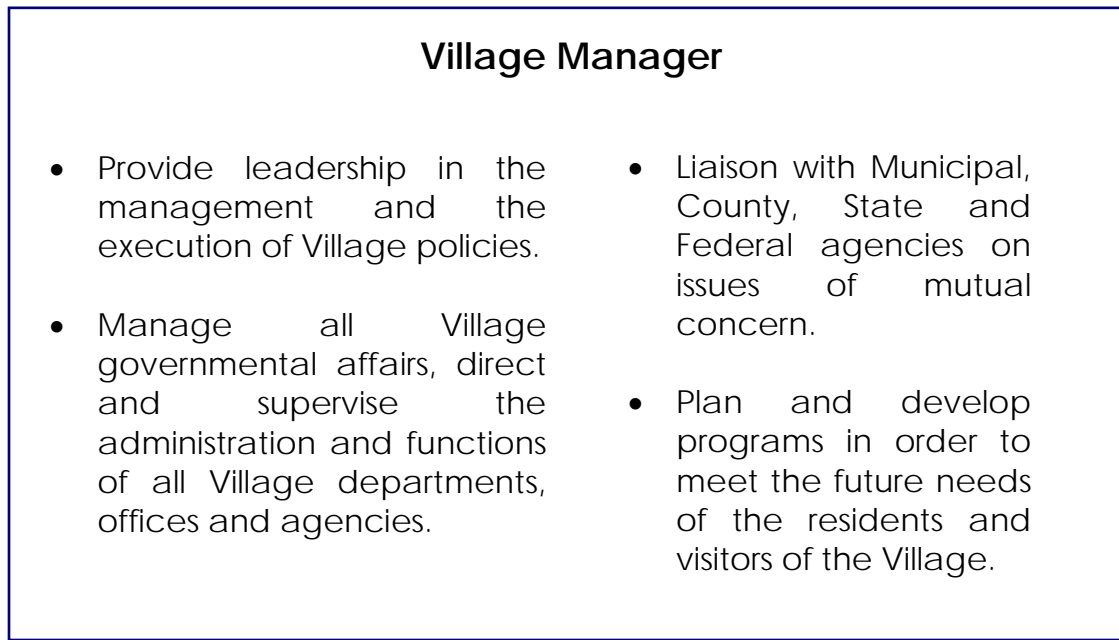 Village Manager
• Provide leadership in the
management and the
execution of Village policies.
• Manage all Village
governmental affairs, direct
and supervise the
administration and functions
of all Village departments,
offices and agencies.
• Liaison with Municipal,
County, State and
Federal agencies on
issues of mutual
concern.
• Plan and develop
programs in order to
meet the future needs
of the residents and
visitors of the Village.